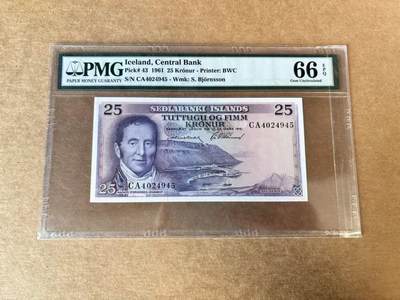 PMG
PAPER MONEY GUARANTY
Iceland, Central Bank
Pick# 43 1961 25 Krónur - Printer: BWC
S/N CA4024945 - Wmk: S. Björnsson
66 EPQ
Gem Uncirculated
25 SEÐLABANKI ÍSLANDS 25
TUTTUGU OG FIMM
KRÓNUR
CA4024945
CA4024945
25